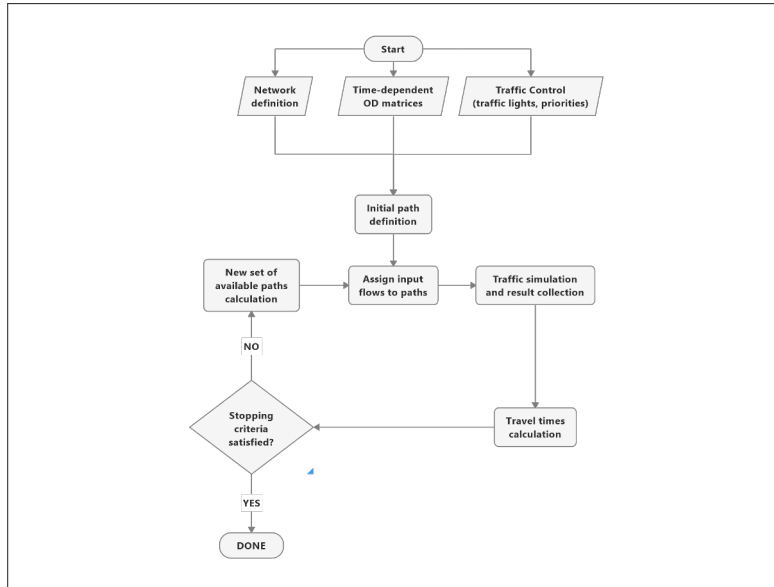 Start
Network
definition
Time-dependent
OD matrices
Traffic Control
(traffic lights, priorities)
Initial path
definition
New set of
available paths
calculation
Assign input
flows to paths
Traffic simulation
and result collection
NO
Stopping
criteria
satisfied?
Travel times
calculation
YES
DONE